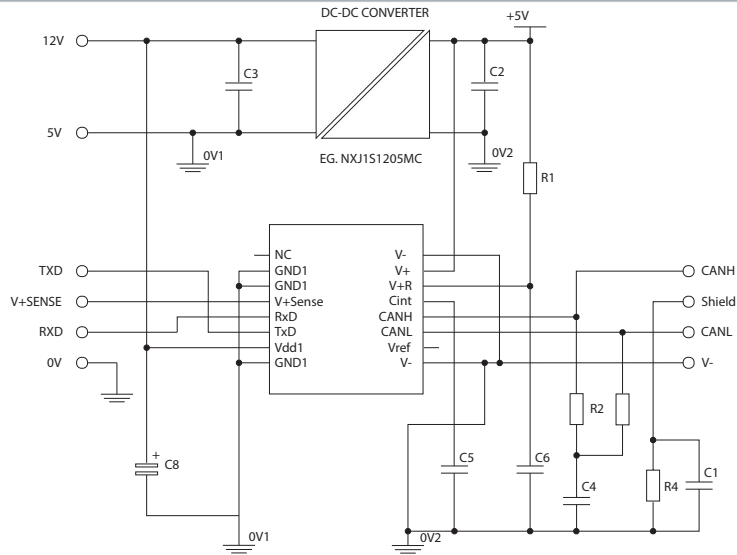 DC-DC CONVERTER
+5V
12V
C3
C2
5V
0V1
EG. NXJ1S1205MC
0V2
R1
NC
V-
TXD
GND1
V+
CANH
GND1
V+R
V+SENSE
V+Sense
Cint
Shield
RXD
RxD
CANH
TxD
CANL
CANL
Vdd1
Vref
0V
GND1
V-
V-
R2
+
C8
C5
C6
C4
R4
C1
0V1
0V2